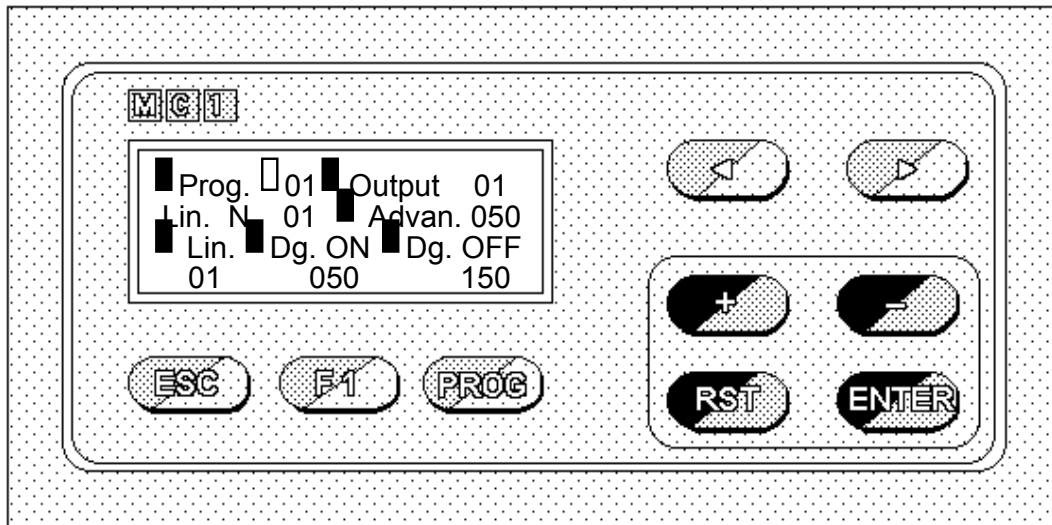 MC1
Prog. 01 Output 01
Lin. N 01 Advan. 050
Lin. Dg. ON Dg. OFF
01 050 150
+ -
ESC F1 PROG RST ENTER